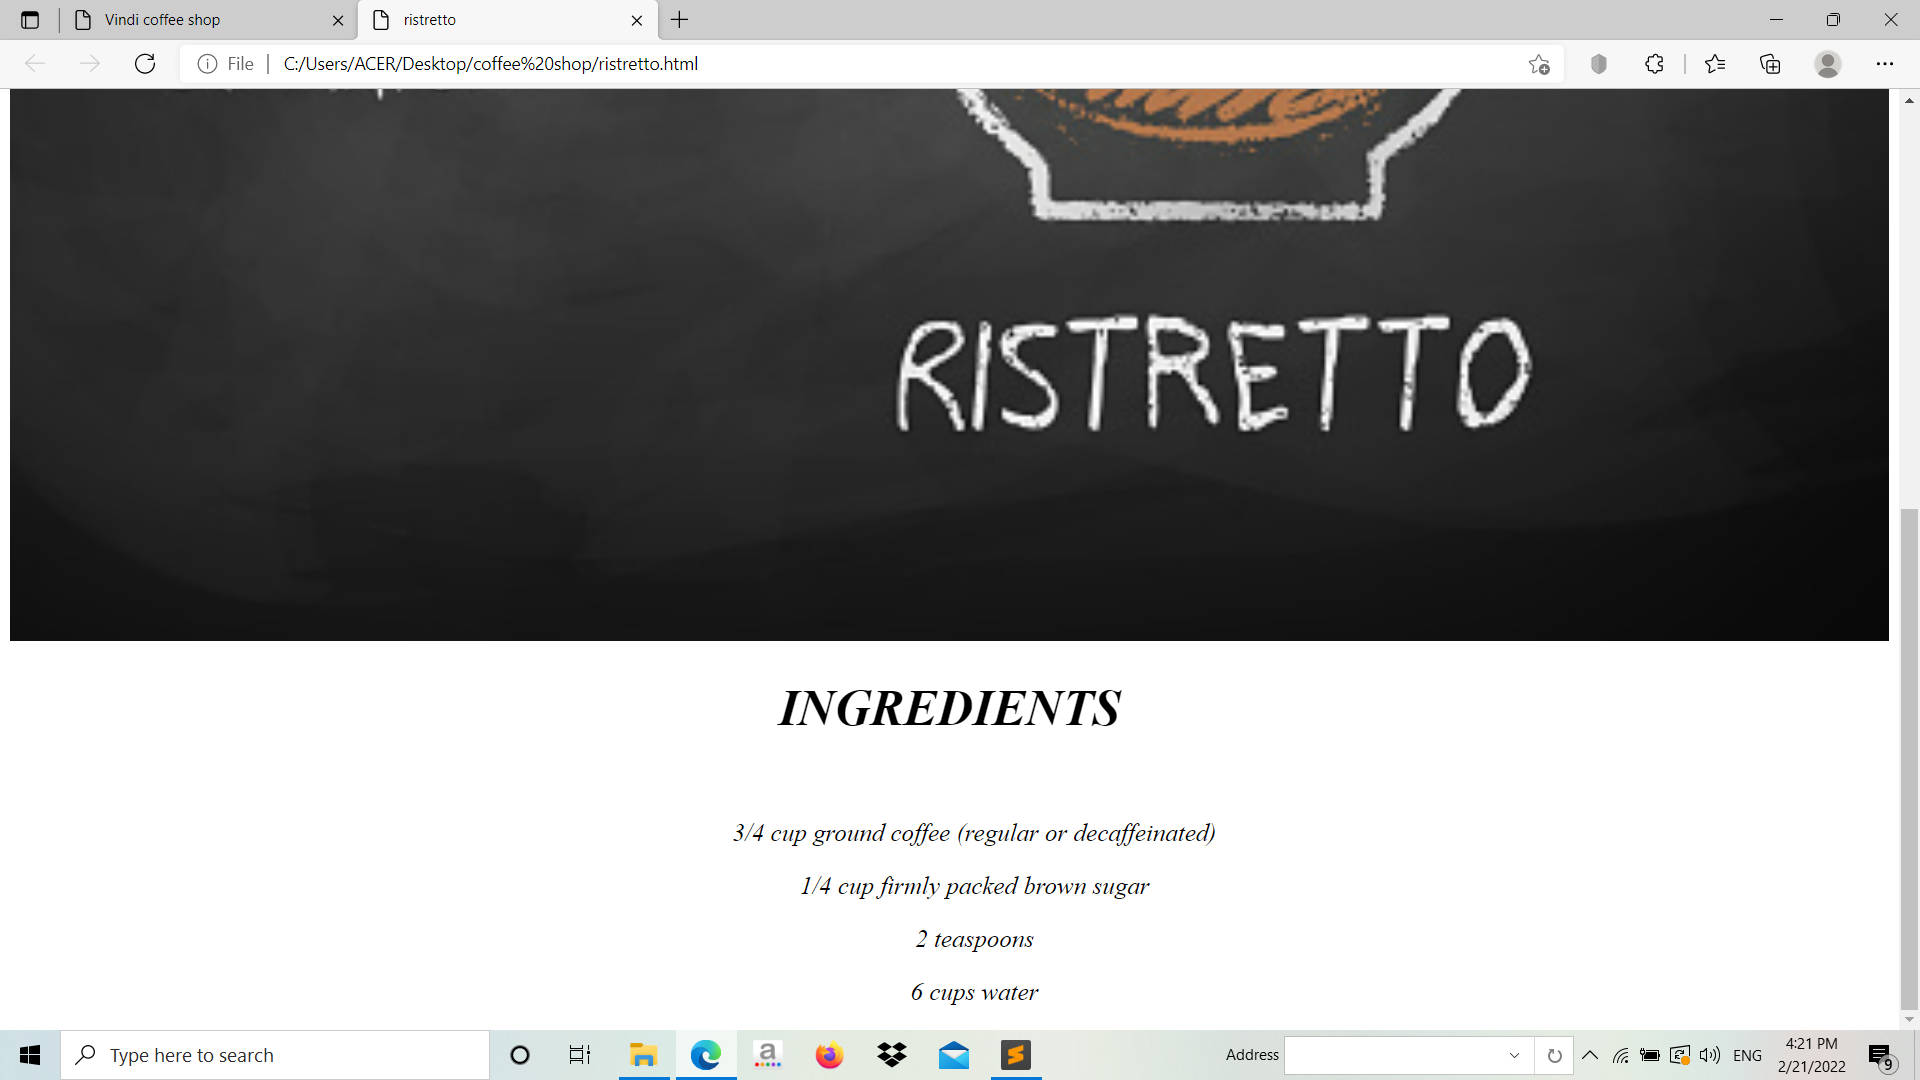 Vindi coffee shop
ristretto
File
C:/Users/ACER/Desktop/coffee%20shop/ristretto.html
RISTRETTO
INGREDIENTS
3/4 cup ground coffee (regular or decaffeinated)
1/4 cup firmly packed brown sugar
2 teaspoons
6 cups water
Type here to search
a
Address
ENG
4:21 PM
2/21/2022
9